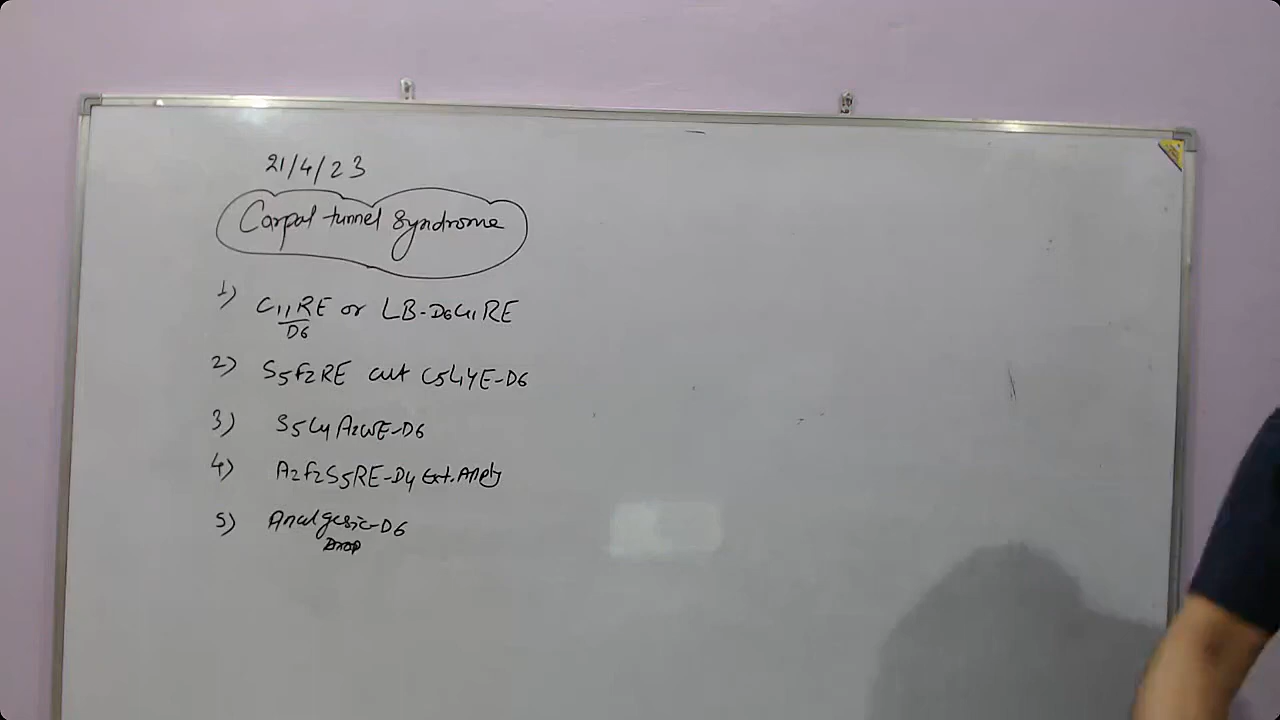 21/4/23
Carpal tunnel Syndrome
1) C11RE or LB-D6C11RE
D6
2) S5F2RE alt C5L4YE-D6
3) S5L4A2WE-D6
4) A2F2S5RE-D4 Ext. Apply
5) Analgesic-D6
Drop